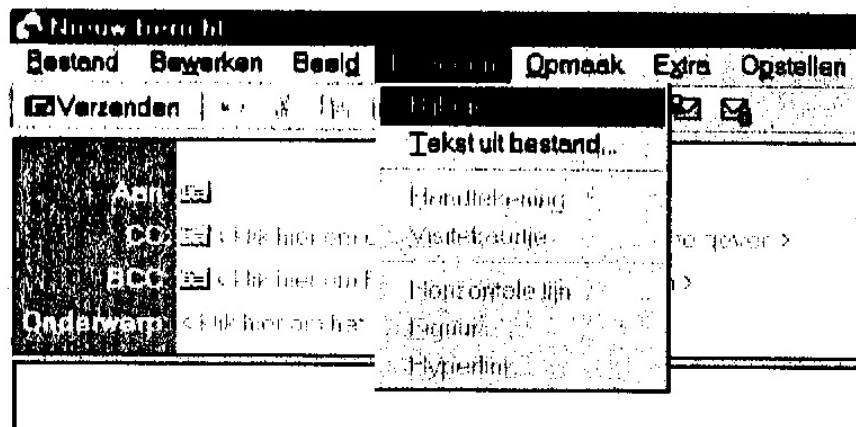 Nieuw bericht
Bestand Bewerken Beeld Opmaak Extra Opstellen
Verzenden
Tekst uit bestand...
Aan:
Handtekening
CC: < Klik hier om
Visitekaartje
BCC: < Klik hier om
Horizontale lijn
Onderwerp: < Klik hier om het
Figuur...
Hyperlink